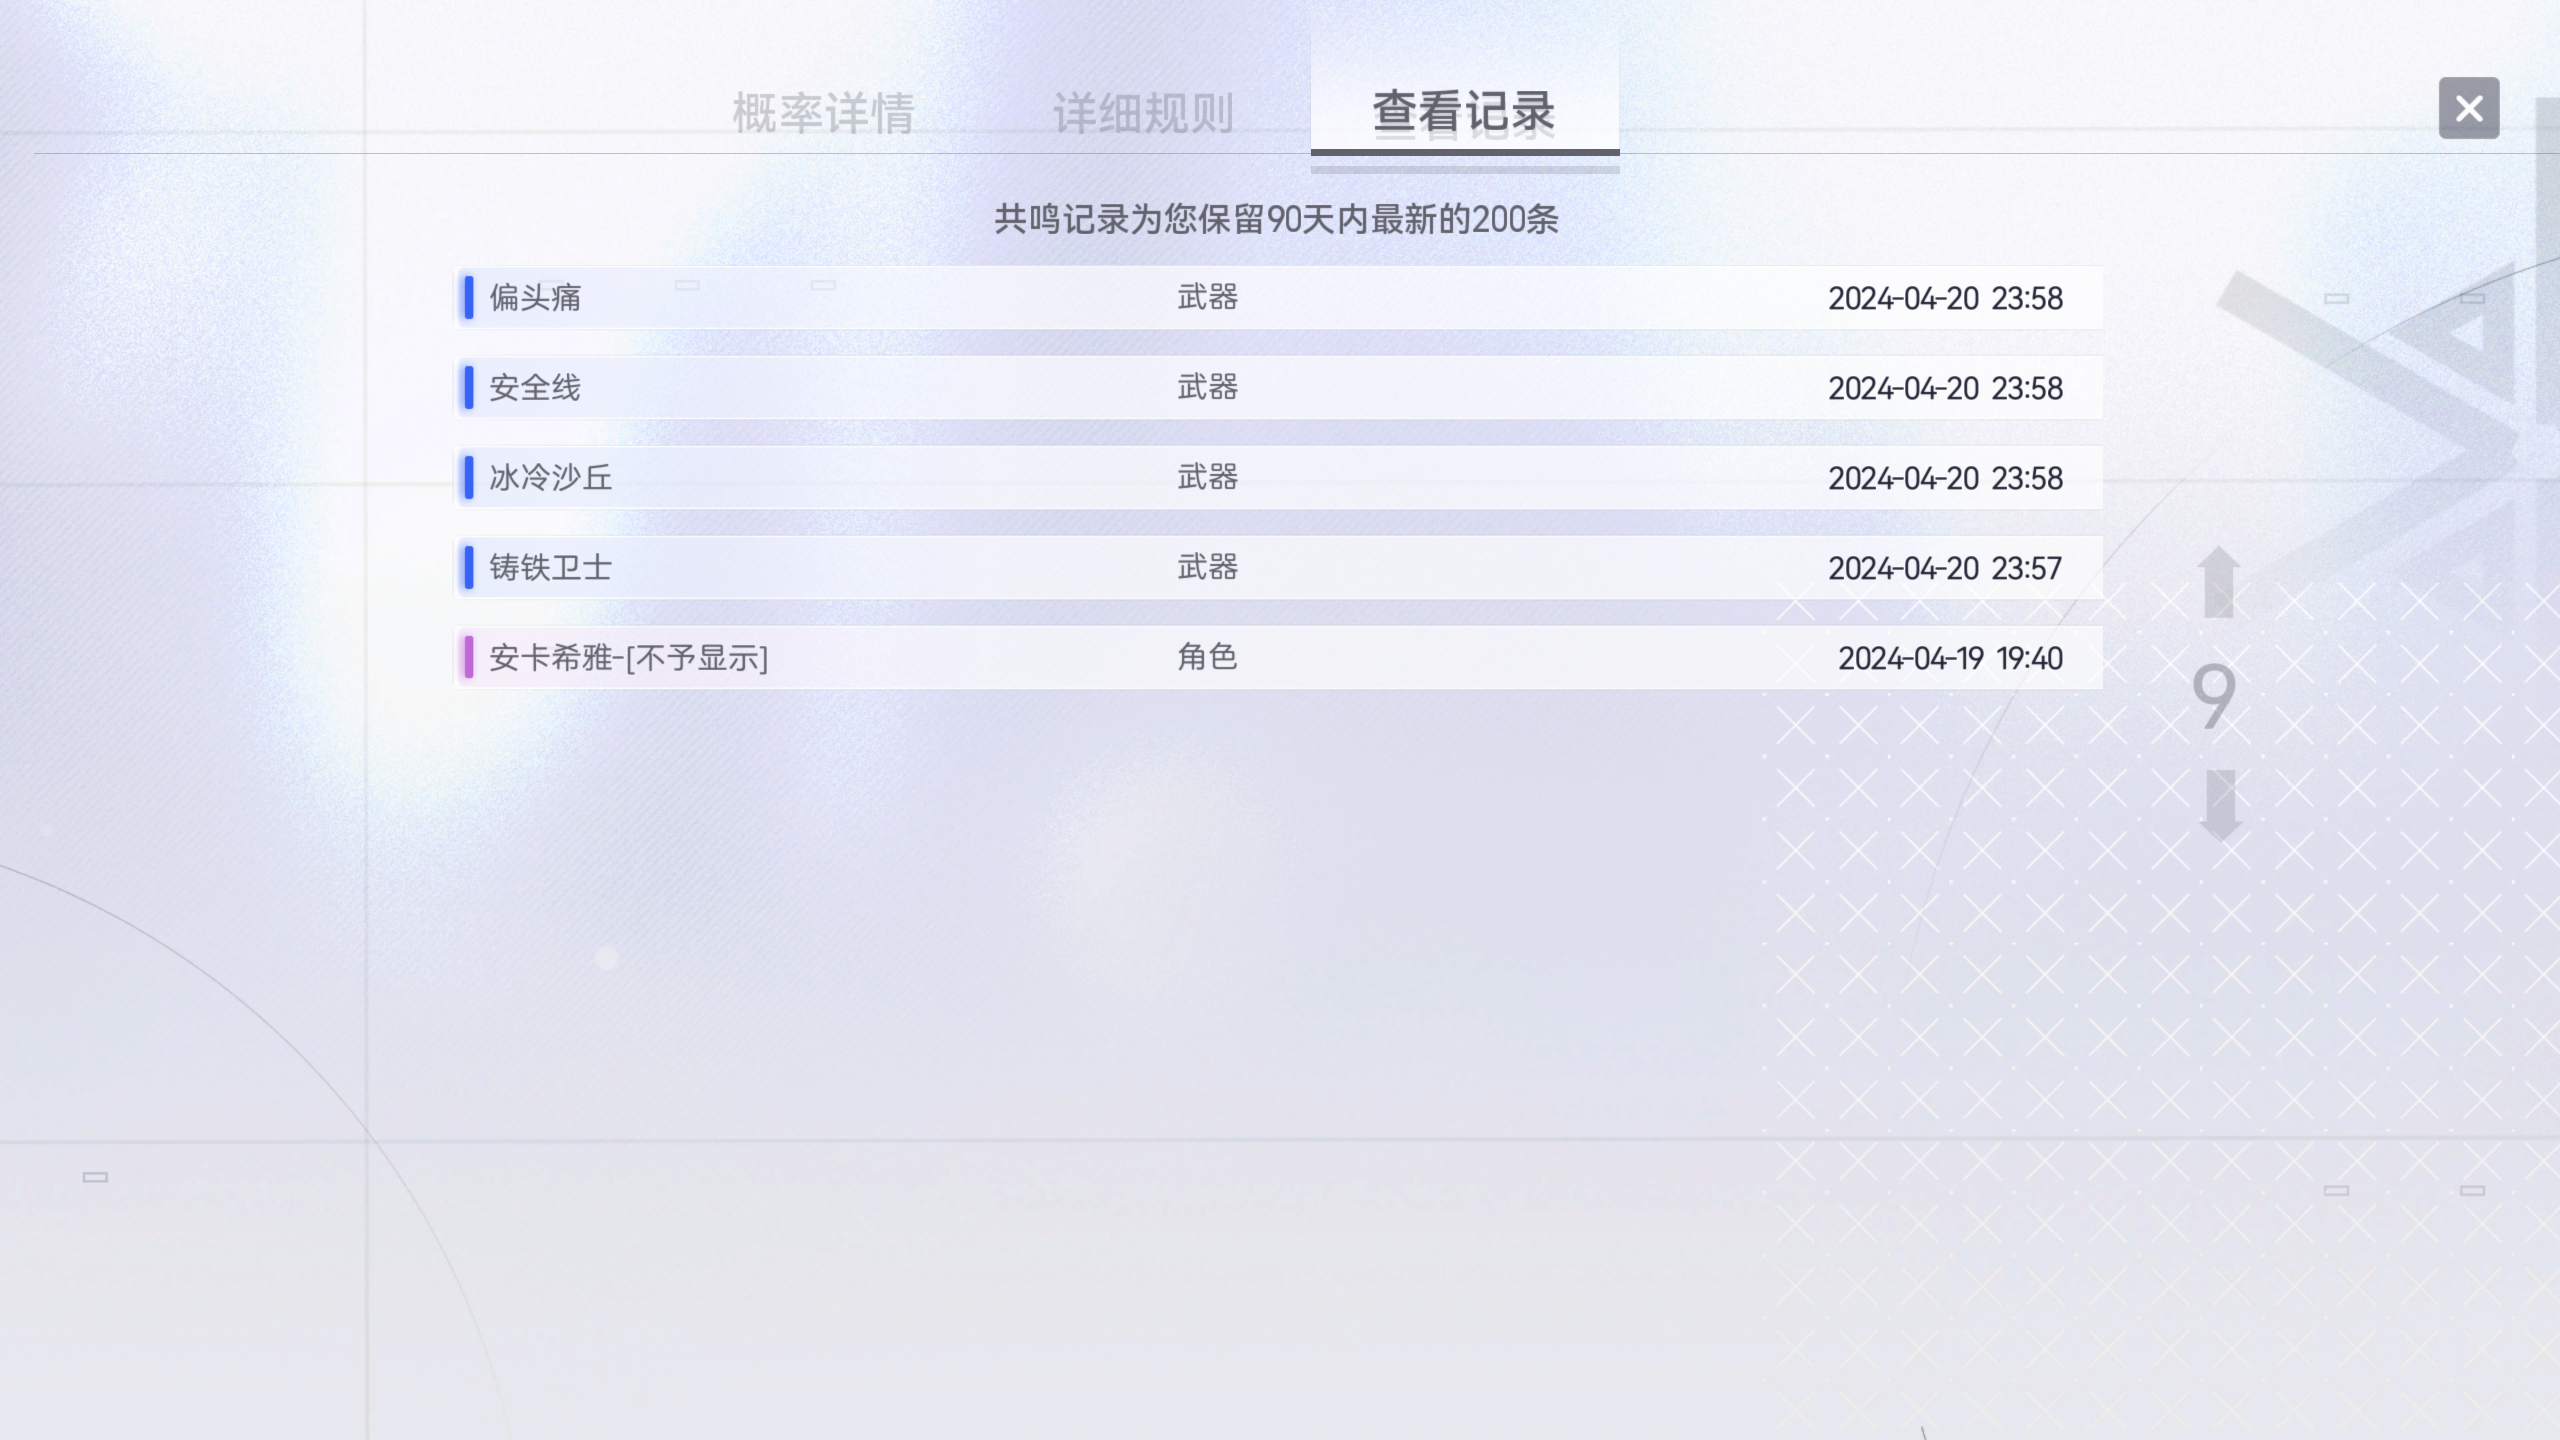 概率详情 详细规则 查看记录
共鸣记录为您保留90天内最新的200条
偏头痛 武器 2024-04-20 23:58
安全线 武器 2024-04-20 23:58
冰冷沙丘 武器 2024-04-20 23:58
铸铁卫士 武器 2024-04-20 23:57
安卡希雅-[不予显示] 角色 2024-04-19 19:40
9